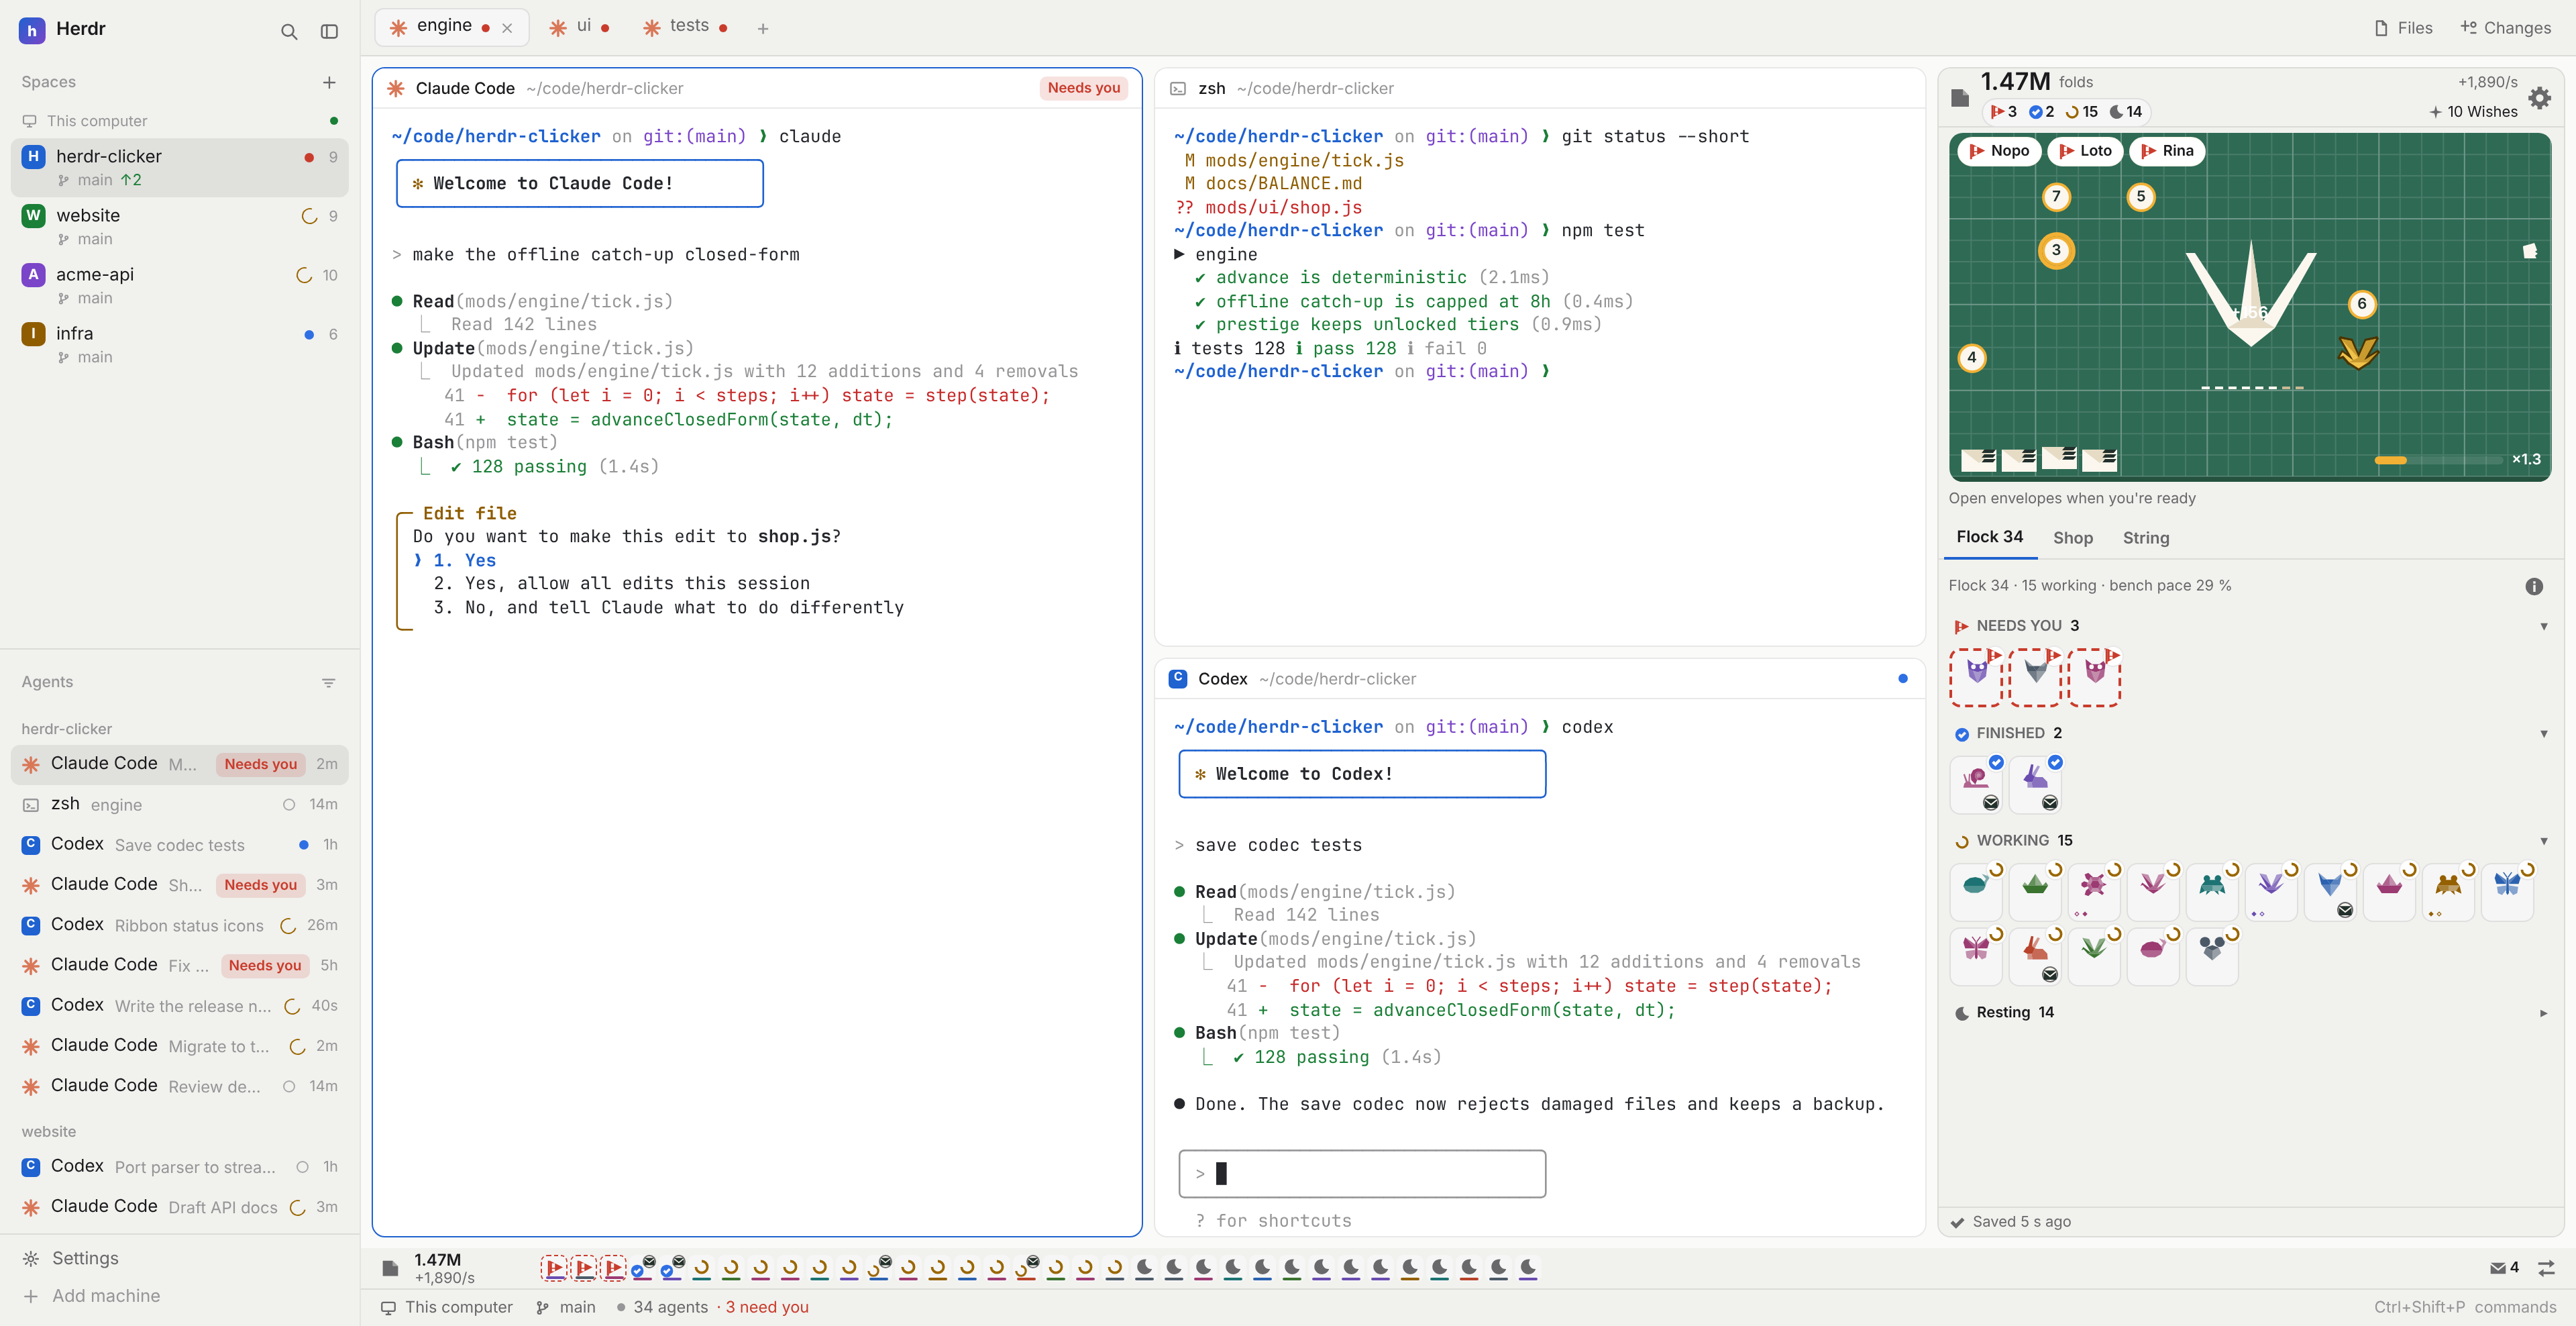 h Herdr
Spaces
This computer
H herdr-clicker 9
main ↑2
W website 9
main
A acme-api 10
main
I infra 6
main
Agents
herdr-clicker
Claude Code M... Needs you 2m
zsh engine 14m
C Codex Save codec tests 1h
Claude Code Sh... Needs you 3m
C Codex Ribbon status icons 26m
Claude Code Fix ... Needs you 5h
C Codex Write the release n... 40s
Claude Code Migrate to t... 2m
Claude Code Review de... 14m
website
C Codex Port parser to strea... 1h
Claude Code Draft API docs 3m
Settings
+ Add machine
engine ×
ui
tests
+
Files
Changes
Claude Code ~/code/herdr-clicker Needs you
~/code/herdr-clicker on git:(main) ❱ claude
✻ Welcome to Claude Code!
> make the offline catch-up closed-form
● Read(mods/engine/tick.js)
⎿ Read 142 lines
● Update(mods/engine/tick.js)
⎿ Updated mods/engine/tick.js with 12 additions and 4 removals
41 - for (let i = 0; i < steps; i++) state = step(state);
41 + state = advanceClosedForm(state, dt);
● Bash(npm test)
⎿ ✔ 128 passing (1.4s)
Edit file
Do you want to make this edit to shop.js?
❱ 1. Yes
2. Yes, allow all edits this session
3. No, and tell Claude what to do differently
zsh ~/code/herdr-clicker
~/code/herdr-clicker on git:(main) ❱ git status --short
M mods/engine/tick.js
M docs/BALANCE.md
?? mods/ui/shop.js
~/code/herdr-clicker on git:(main) ❱ npm test
▶ engine
✔ advance is deterministic (2.1ms)
✔ offline catch-up is capped at 8h (0.4ms)
✔ prestige keeps unlocked tiers (0.9ms)
ℹ tests 128 ℹ pass 128 ℹ fail 0
~/code/herdr-clicker on git:(main) ❱
C Codex ~/code/herdr-clicker
~/code/herdr-clicker on git:(main) ❱ codex
✻ Welcome to Codex!
> save codec tests
● Read(mods/engine/tick.js)
⎿ Read 142 lines
● Update(mods/engine/tick.js)
⎿ Updated mods/engine/tick.js with 12 additions and 4 removals
41 - for (let i = 0; i < steps; i++) state = step(state);
41 + state = advanceClosedForm(state, dt);
● Bash(npm test)
⎿ ✔ 128 passing (1.4s)
● Done. The save codec now rejects damaged files and keeps a backup.
>
? for shortcuts
1.47M folds
+1,890/s
3 2 15 14
10 Wishes
Nopo Loto Rina
7 5
3
6
4
×1.3
Open envelopes when you're ready
Flock 34 Shop String
Flock 34 · 15 working · bench pace 29 %
NEEDS YOU 3
FINISHED 2
WORKING 15
Resting 14
Saved 5 s ago
1.47M
+1,890/s
4
This computer main ● 34 agents · 3 need you
Ctrl+Shift+P commands